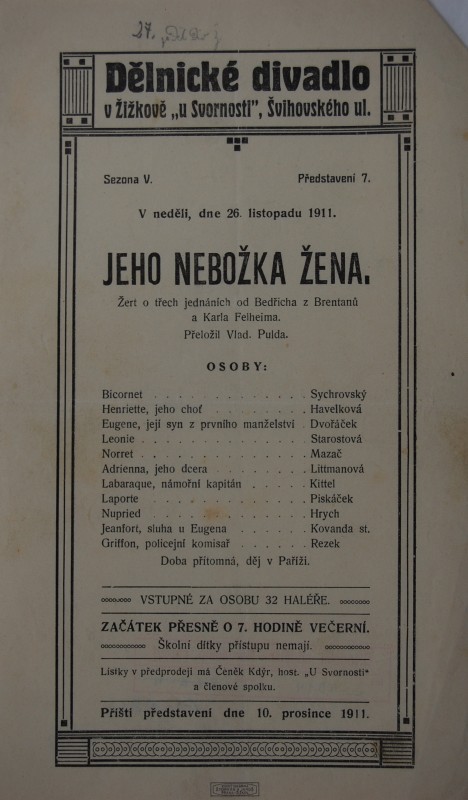 27.
Dělnické divadlo
v Žižkově „u Svornosti", Švihovského ul.
Sezona V. Představení 7.
V neděli, dne 26. listopadu 1911.
JEHO NEBOŽKA ŽENA.
Žert o třech jednáních od Bedřicha z Brentanů
a Karla Felheima.
Přeložil Vlad. Pulda.
OSOBY:
Bicornet . . . . . . . . . . . . . Sychrovský
Henriette, jeho choť . . . . . . . . Havelková
Eugene, její syn z prvního manželství . Dvořáček
Leonie . . . . . . . . . . . . . . Starostová
Norret . . . . . . . . . . . . . . Mazač
Adrienna, jeho dcera . . . . . . . . Littmanová
Labaraque, námořní kapitán . . . . . Kittel
Laporte . . . . . . . . . . . . . Piskáček
Nupried . . . . . . . . . . . . . Hrych
Jeanfort, sluha u Eugena . . . . . . Kovanda st.
Griffon, policejní komisař . . . . . Rezek
Doba přítomná, děj v Paříži.
VSTUPNÉ ZA OSOBU 32 HALÉŘE.
ZAČÁTEK PŘESNĚ O 7. HODINĚ VEČERNÍ.
Školní dítky přístupu nemají.
Lístky v předprodeji má Čeněk Kdýr, host. „U Svornosti"
a členové spolku.
Příští představení dne 10. prosince 1911.